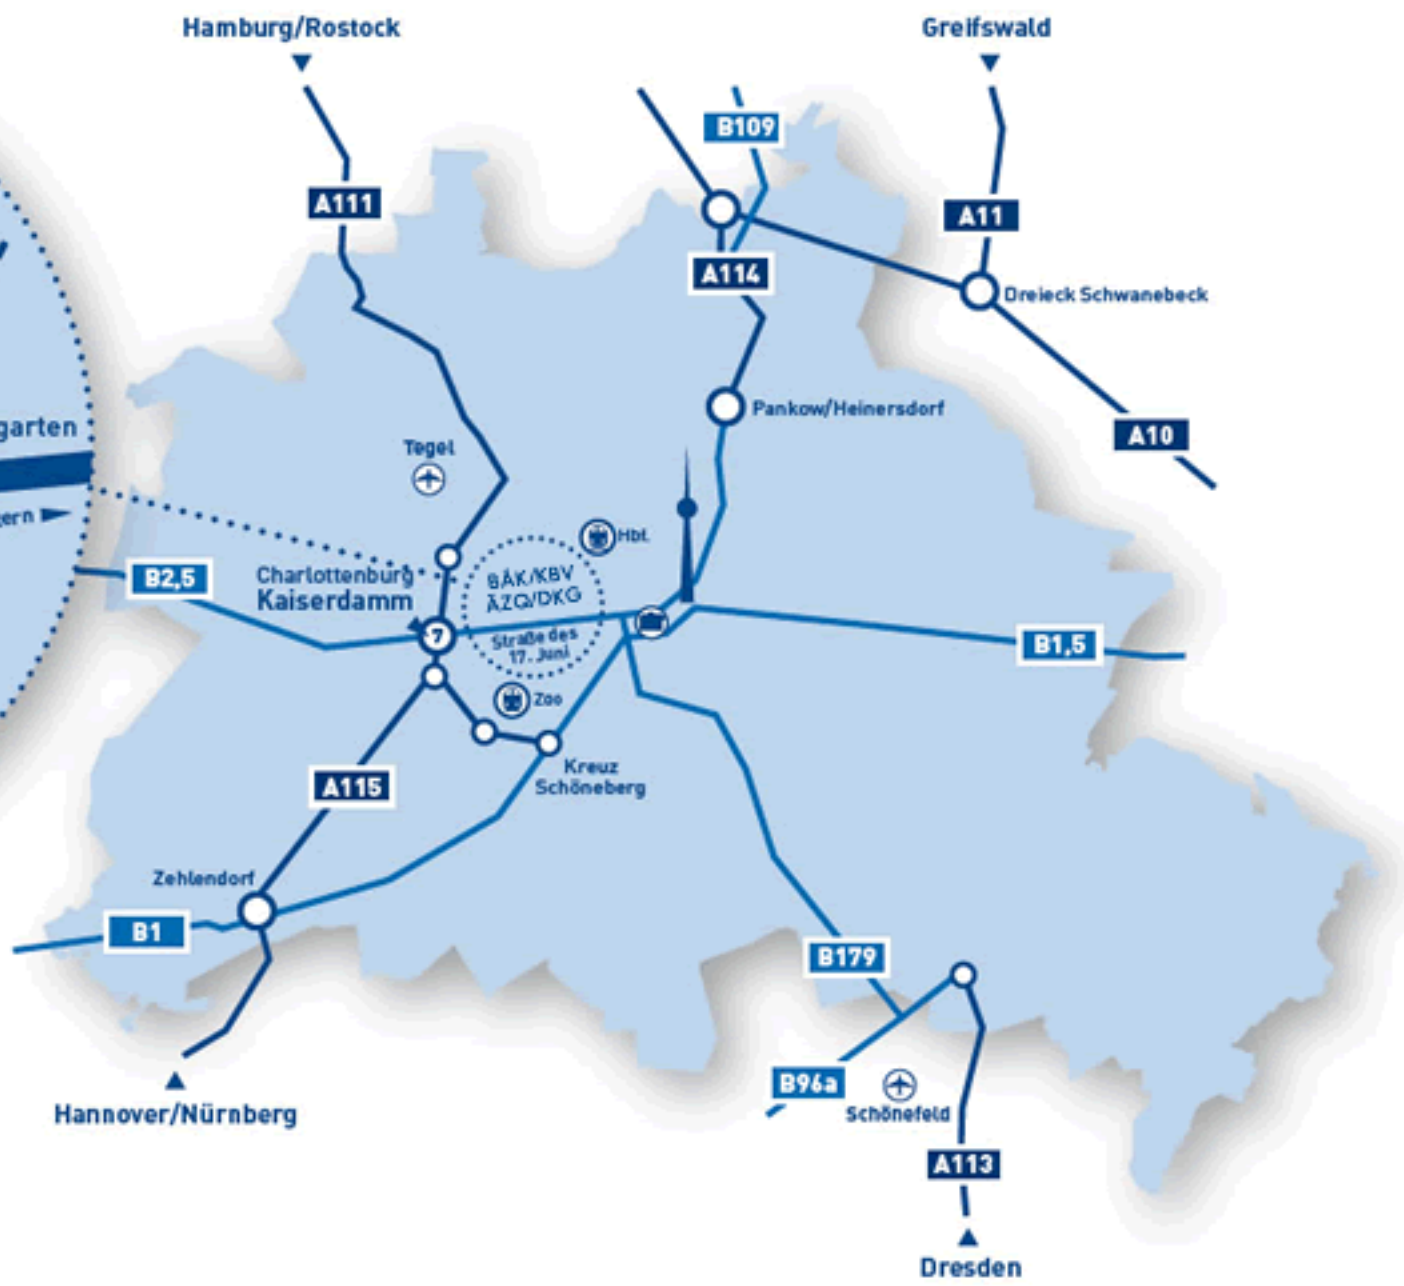 Hamburg/Rostock
Greifswald
B109
A111
A11
A114
Dreieck Schwanebeck
Pankow/Heinersdorf
garten
A10
Tegel
ern
Hbf.
B2,5
Charlottenburg
Kaiserdamm
BÄK/KBV
ÄZQ/DKG
7
Straße des
17. Juni
B1,5
Zoo
Kreuz
Schöneberg
A115
Zehlendorf
B1
B179
B96a
Schönefeld
Hannover/Nürnberg
A113
Dresden